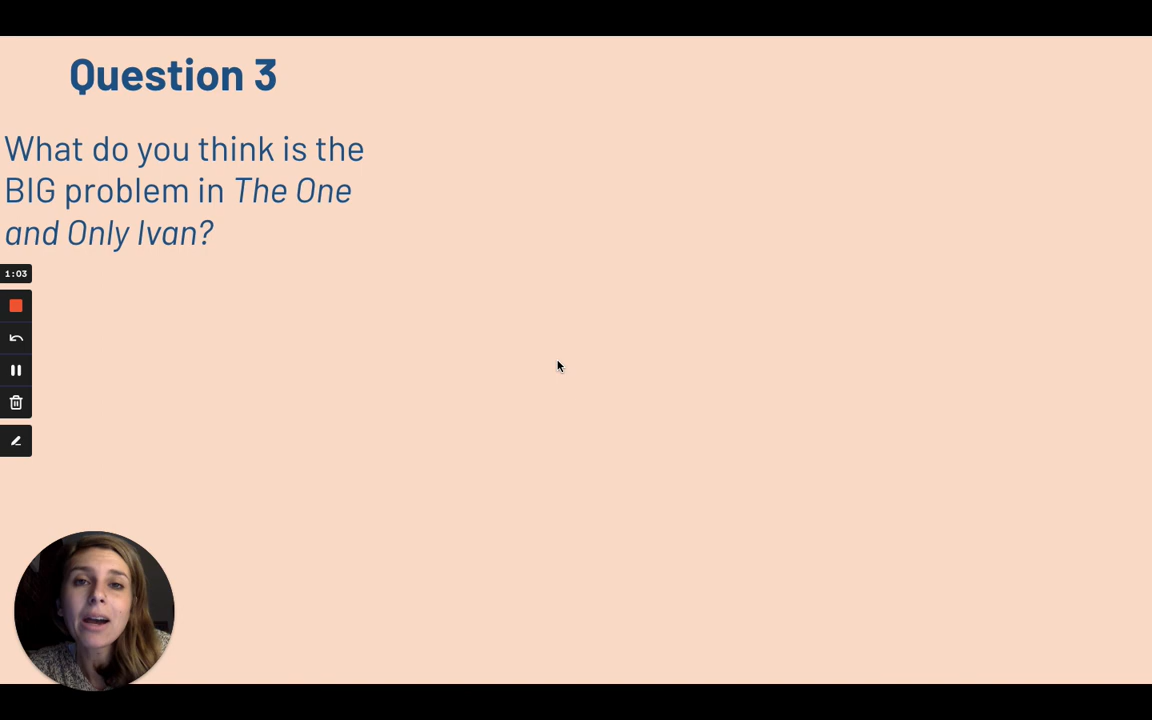 Question 3
What do you think is the
BIG problem in The One
and Only Ivan?
1:03